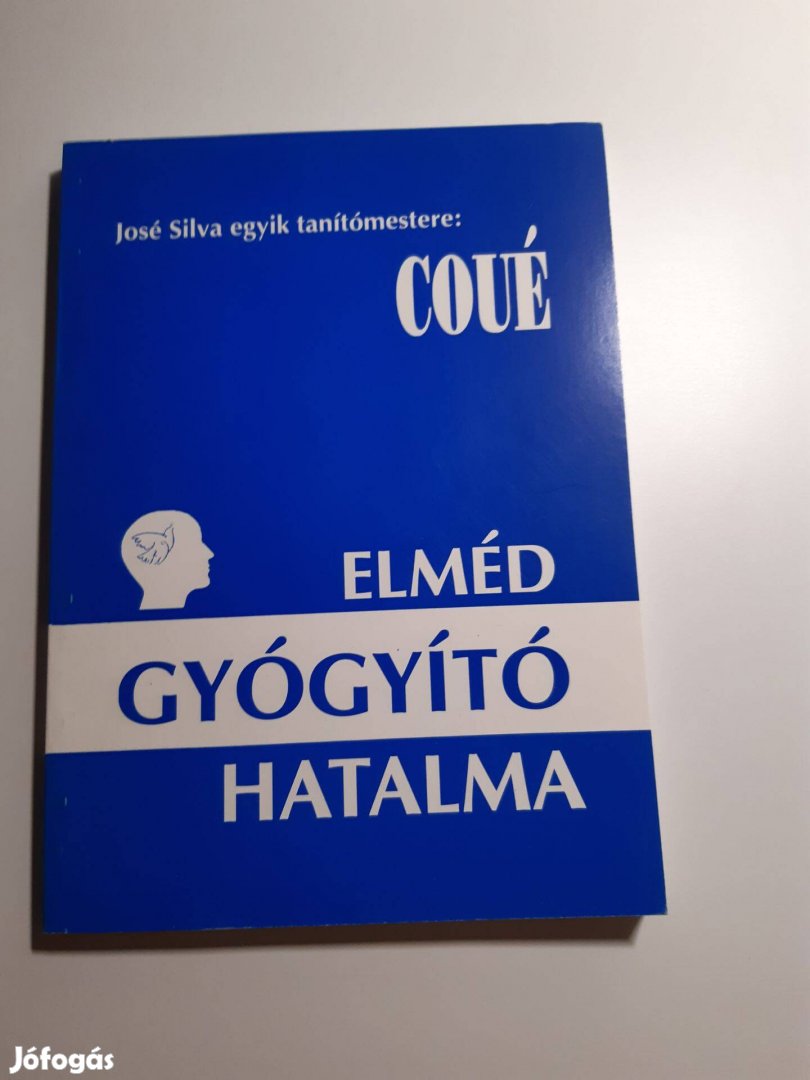 José Silva egyik tanítómestere:
COUÉ
ELMÉD
GYÓGYÍTÓ
HATALMA
Jófogás